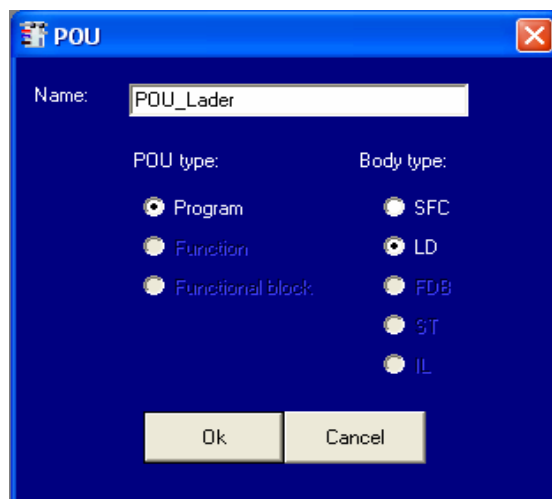 POU
Name: POU_Lader
POU type: Body type:
Program SFC
Function LD
Functional block FDB
ST
IL
Ok Cancel